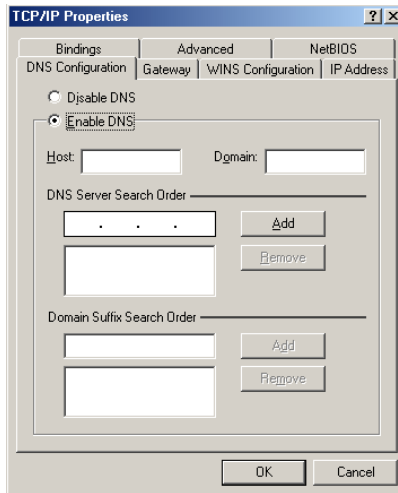 TCP/IP Properties
Bindings Advanced NetBIOS
DNS Configuration Gateway WINS Configuration IP Address
Disable DNS
Enable DNS
Host: Domain:
DNS Server Search Order
. . . Add
Remove
Domain Suffix Search Order
Add
Remove
OK Cancel